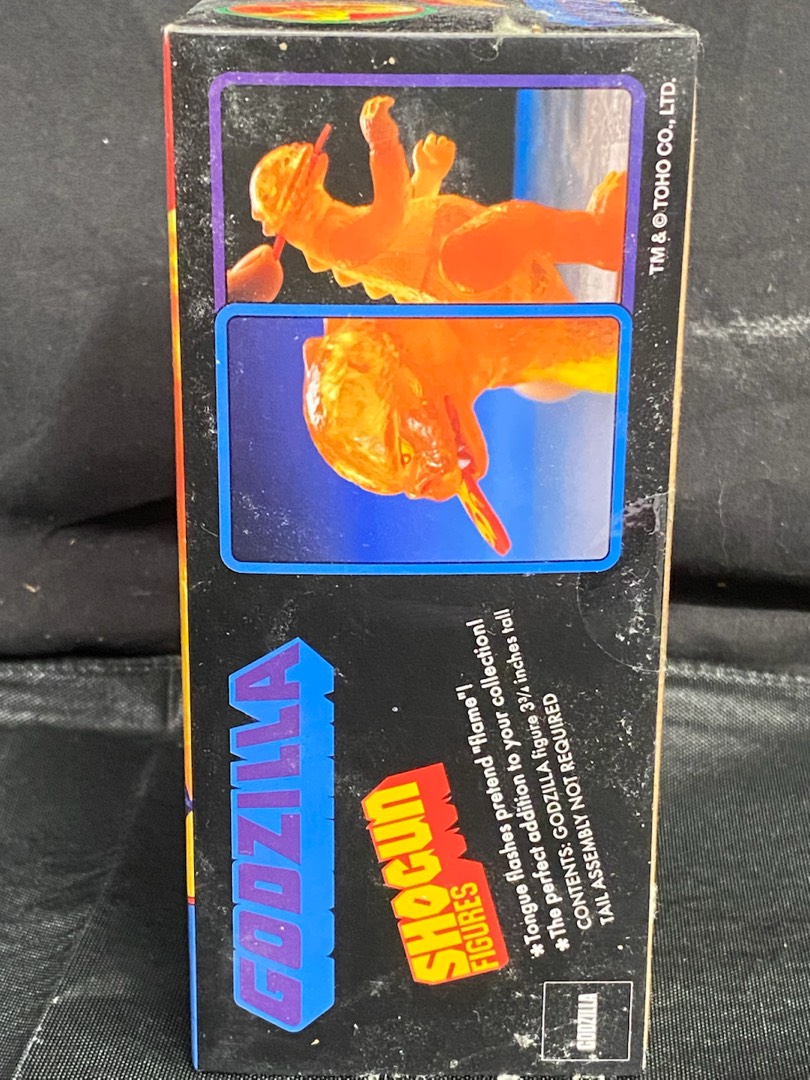 GODZILLA
SHOGUN
FIGURES
*Tongue flashes pretend "flame"!
*The perfect addition to your collection!
CONTENTS: GODZILLA figure 3¾ inches tall
TAIL ASSEMBLY NOT REQUIRED
GODZILLA
TM & © TOHO CO., LTD.